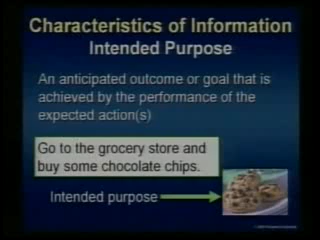 Characteristics of Information
Intended Purpose
An anticipated outcome or goal that is
achieved by the performance of the
expected action(s)
Go to the grocery store and
buy some chocolate chips.
Intended purpose